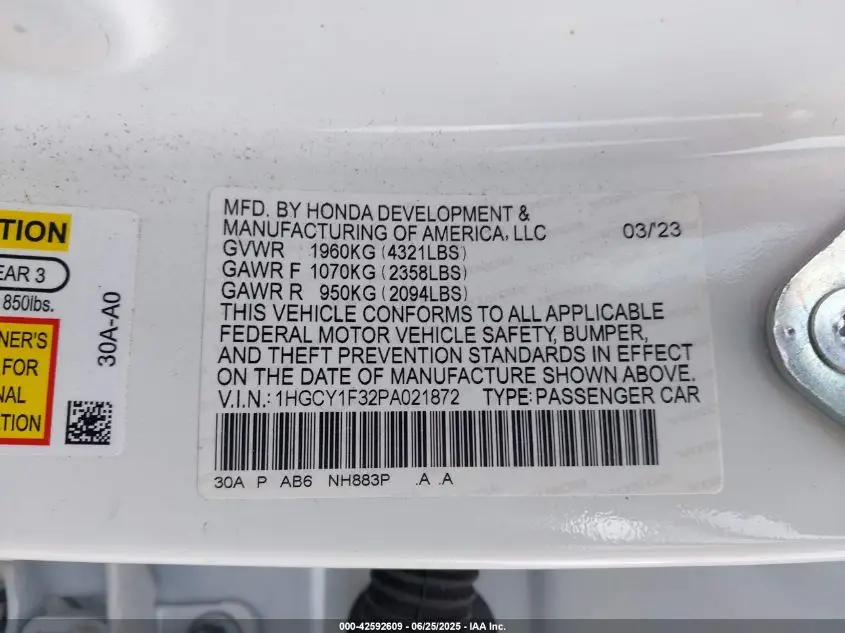 TION
EAR 3
850lbs.
NER'S
FOR
NAL
ION
30A-A0
MFD. BY HONDA DEVELOPMENT &
MANUFACTURING OF AMERICA, LLC 03/'23
GVWR 1960KG (4321LBS)
GAWR F 1070KG (2358LBS)
GAWR R 950KG (2094LBS)
THIS VEHICLE CONFORMS TO ALL APPLICABLE
FEDERAL MOTOR VEHICLE SAFETY, BUMPER,
AND THEFT PREVENTION STANDARDS IN EFFECT
ON THE DATE OF MANUFACTURE SHOWN ABOVE.
V.I.N.: 1HGCY1F32PA021872 TYPE: PASSENGER CAR
30A P AB6 NH883P .A .A
000-42592609 - 06/25/2025 - IAA Inc.